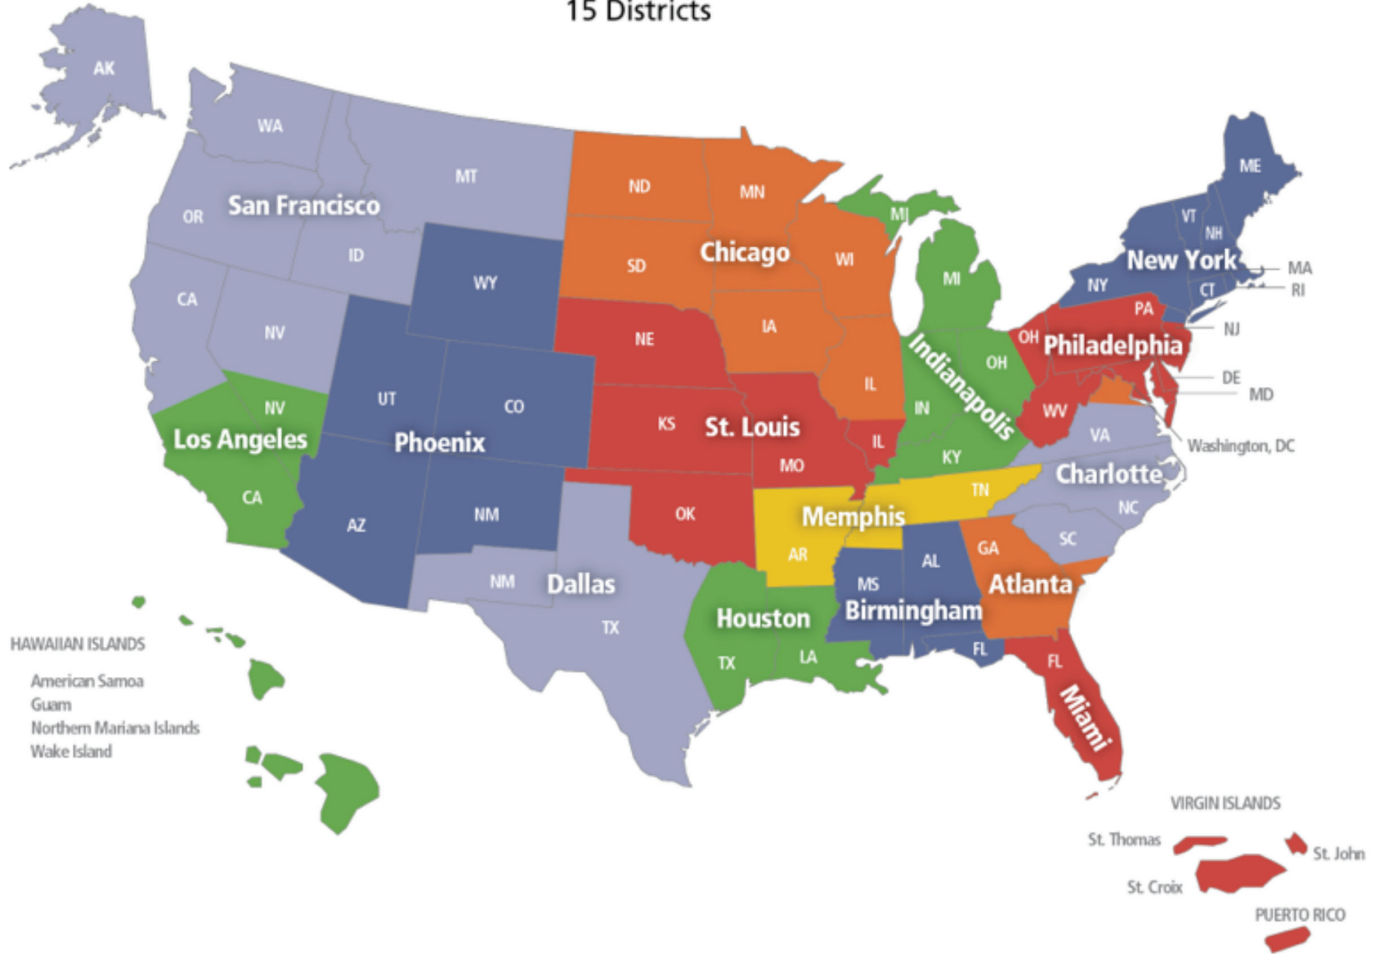 15 Districts
AK
WA
MT
OR
San Francisco
ID
CA
NV
ND
MN
SD
Chicago
WI
MI
MI
WY
IA
NE
IL
ME
VT
NH
New York
NY
MA
CT
RI
PA
NJ
OH
Philadelphia
OH
Indianapolis
DE
MD
IN
WV
VA
Washington, DC
KY
UT
CO
NV
Los Angeles
Phoenix
KS
St. Louis
IL
MO
CA
AZ
NM
OK
TN
Memphis
AR
Charlotte
NC
SC
GA
Atlanta
AL
MS
Birmingham
NM
Dallas
TX
Houston
TX
LA
FL
FL
Miami
HAWAIIAN ISLANDS
American Samoa
Guam
Northern Mariana Islands
Wake Island
VIRGIN ISLANDS
St. Thomas
St. John
St. Croix
PUERTO RICO